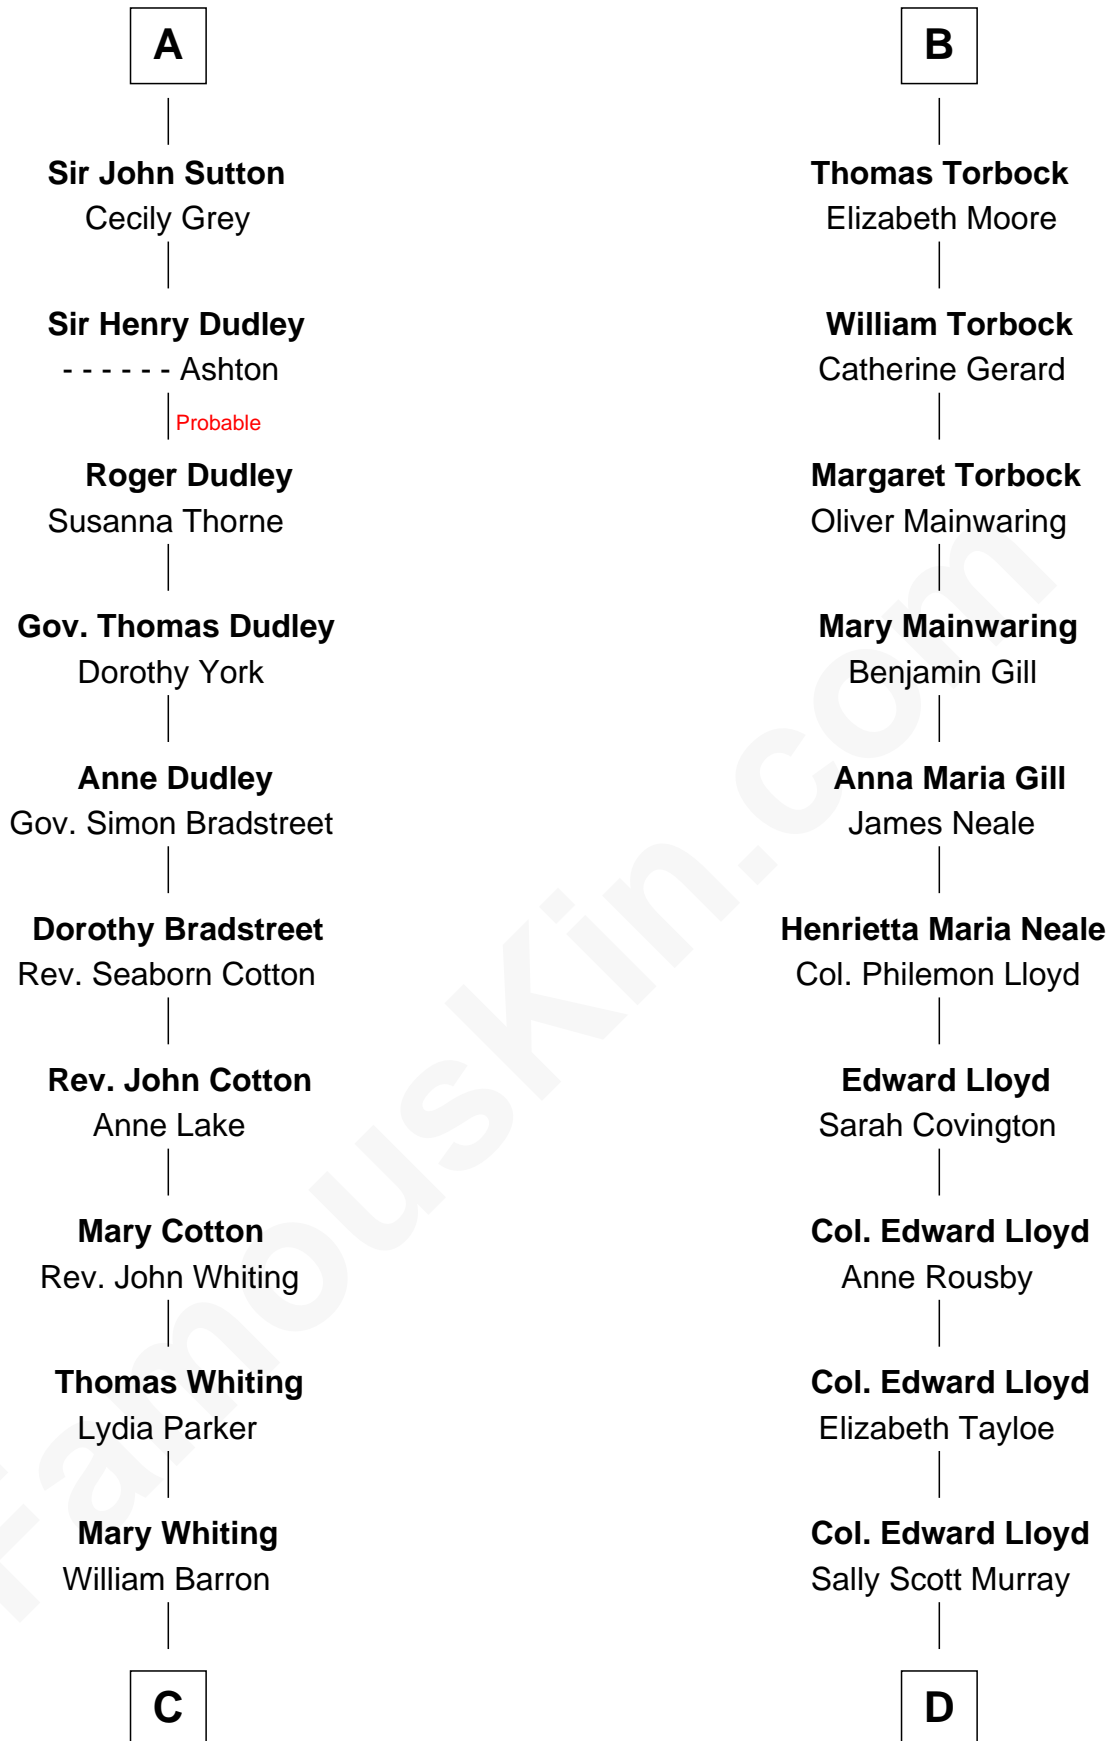 A
Sir John Sutton
Cecily Grey
Sir Henry Dudley
- - - - - - Ashton
Probable
Roger Dudley
Susanna Thorne
Gov. Thomas Dudley
Dorothy York
Anne Dudley
Gov. Simon Bradstreet
Dorothy Bradstreet
Rev. Seaborn Cotton
Rev. John Cotton
Anne Lake
Mary Cotton
Rev. John Whiting
Thomas Whiting
Lydia Parker
Mary Whiting
William Barron
C
B
Thomas Torbock
Elizabeth Moore
William Torbock
Catherine Gerard
Margaret Torbock
Oliver Mainwaring
Mary Mainwaring
Benjamin Gill
Anna Maria Gill
James Neale
Henrietta Maria Neale
Col. Philemon Lloyd
Edward Lloyd
Sarah Covington
Col. Edward Lloyd
Anne Rousby
Col. Edward Lloyd
Elizabeth Tayloe
Col. Edward Lloyd
Sally Scott Murray
D
FamousKin.com